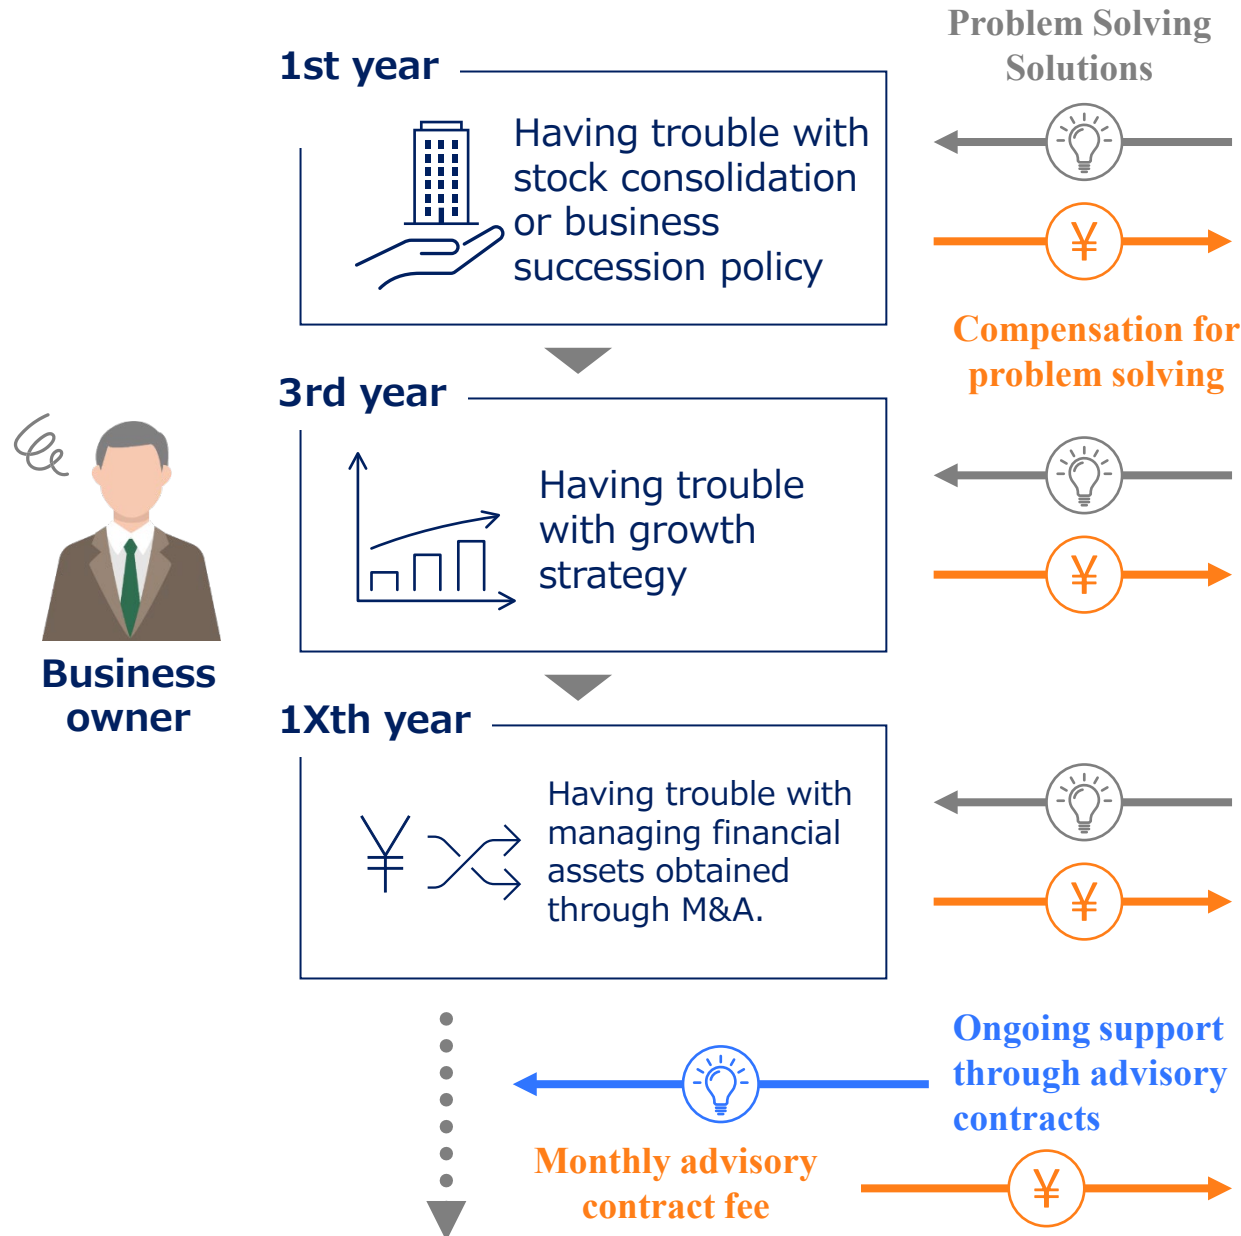 Problem Solving
Solutions
1st year
Having trouble with
stock consolidation
or business
succession policy
¥
Compensation for
problem solving
3rd year
Having trouble
with growth
strategy
¥
Business
owner
1Xth year
Having trouble with
managing financial
assets obtained
through M&A.
¥
¥
Ongoing support
through advisory
contracts
Monthly advisory
contract fee
¥